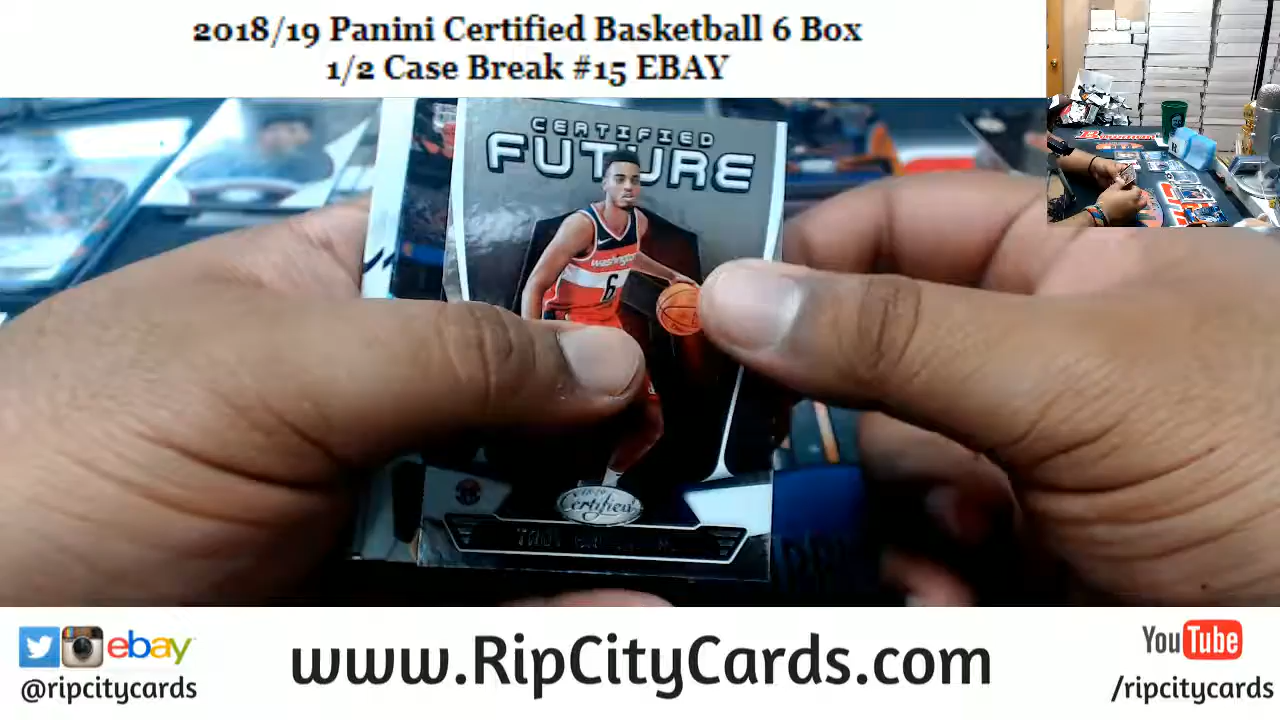 2018/19 Panini Certified Basketball 6 Box
1/2 Case Break #15 EBAY
CERTIFIED
FUTURE
Washington
6
Certified
ebay
@ripcitycards
www.RipCityCards.com
YouTube
/ripcitycards